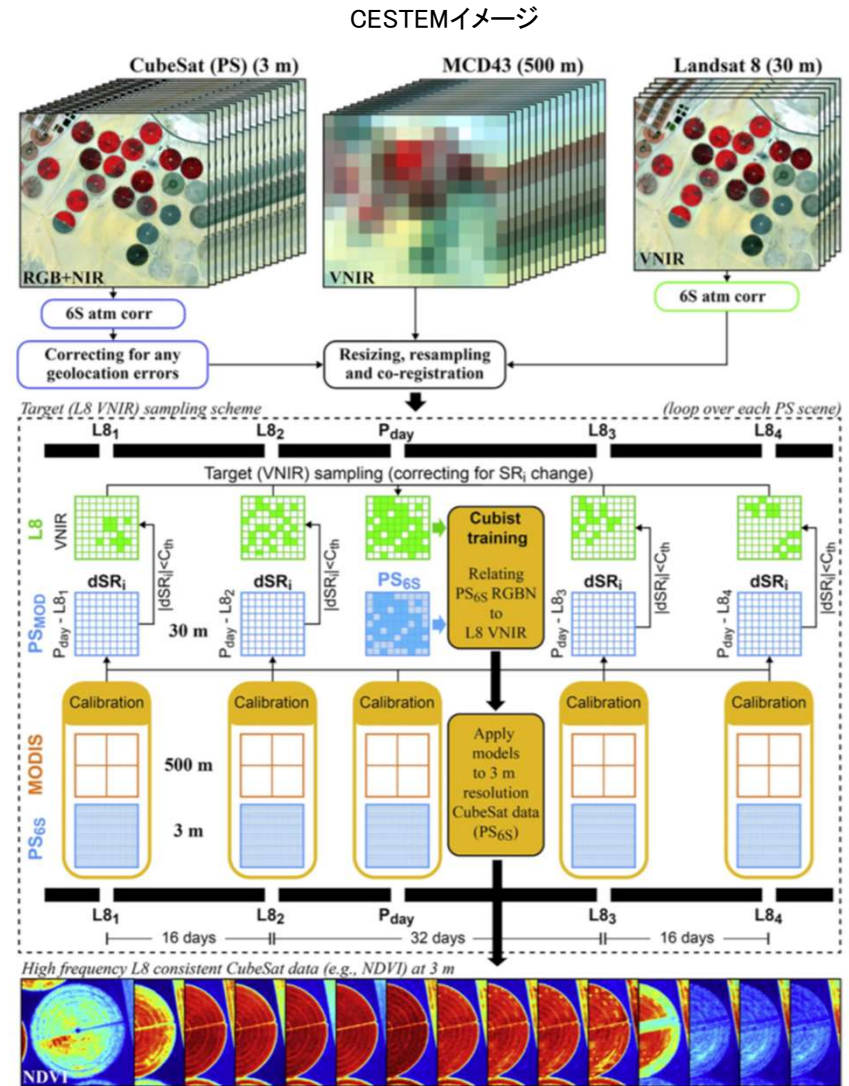 CESTEMイメージ
CubeSat (PS) (3 m)
MCD43 (500 m)
Landsat 8 (30 m)
RGB+NIR
VNIR
VNIR
6S atm corr
6S atm corr
Correcting for any
geolocation errors
Resizing, resampling
and co-registration
Target (L8 VNIR) sampling scheme
(loop over each PS scene)
L8₁
L8₂
Pday
L8₃
L8₄
Target (VNIR) sampling (correcting for SRi change)
L8
VNIR
|dSRi|<Cth
|dSRi|<Cth
Cubist
training
Relating
PS6S RGBN
to
L8 VNIR
|dSRi|<Cth
|dSRi|<Cth
dSRi
dSRi
PS6S
dSRi
dSRi
PSMOD
Pday - L8₁
30 m
Pday - L8₂
Pday - L8₃
Pday - L8₄
Calibration
Calibration
Calibration
Calibration
Calibration
MODIS
500 m
Apply
models
to 3 m
resolution
CubeSat data
(PS6S)
PS6S
3 m
L8₁
L8₂
Pday
L8₃
L8₄
16 days
32 days
16 days
High frequency L8 consistent CubeSat data (e.g., NDVI) at 3 m
NDVI